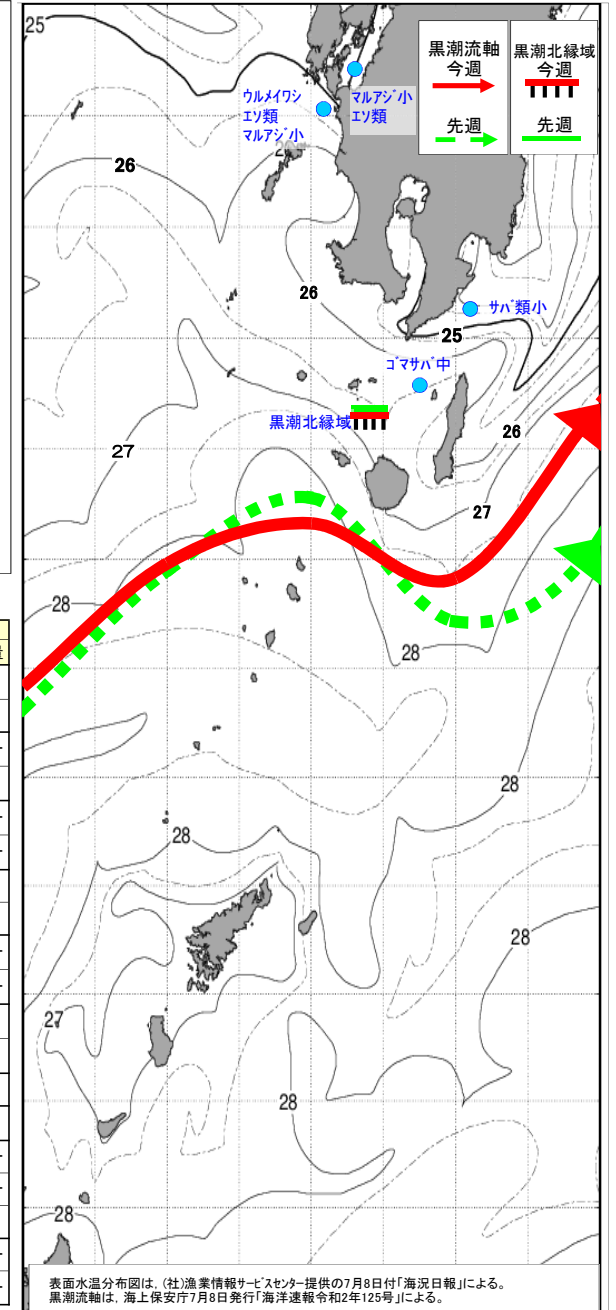 25
黒潮流軸
今週
先週
黒潮北縁域
今週
先週
ウルメイワシ
エソ類
マルアジ小
マルアジ小
エソ類
26
26
サバ類小
25
ゴマサバ中
黒潮北縁域
26
27
27
28
28
28
28
28
27
28
28
表面水温分布図は,(社)漁業情報サービスセンター提供の7月8日付「海況日報」による。
黒潮流軸は,海上保安庁7月8日発行「海洋速報令和2年125号」による。